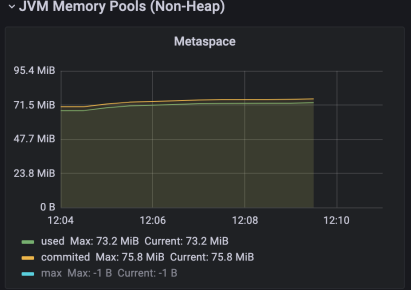 JVM Memory Pools (Non-Heap)
Metaspace
95.4 MiB
71.5 MiB
47.7 MiB
23.8 MiB
0 B
12:04 12:06 12:08 12:10
used Max: 73.2 MiB Current: 73.2 MiB
commited Max: 75.8 MiB Current: 75.8 MiB
max Max: -1 B Current: -1 B